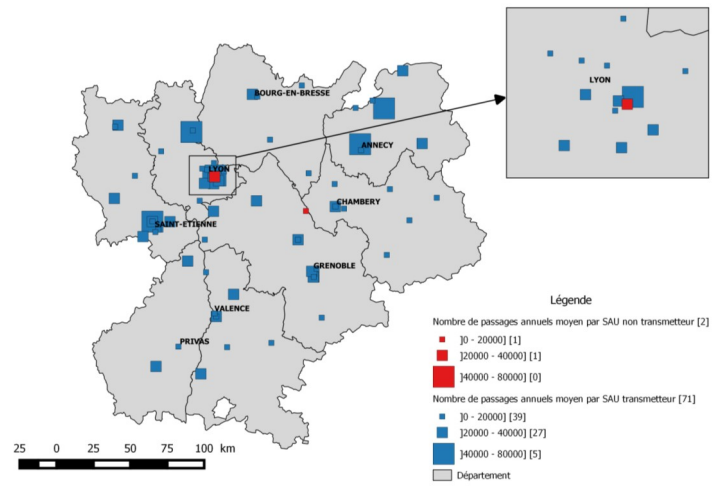 BOURG-EN-BRESSE
LYON
ANNECY
LYON
CHAMBERY
SAINT-ETIENNE
GRENOBLE
VALENCE
PRIVAS
Légende
Nombre de passages annuels moyen par SAU non transmetteur [2]
]0 - 20000] [1]
]20000 - 40000] [1]
]40000 - 80000] [0]
Nombre de passages annuels moyen par SAU transmetteur [71]
]0 - 20000] [39]
]20000 - 40000] [27]
]40000 - 80000] [5]
Département
25 0 25 50 75 100 km